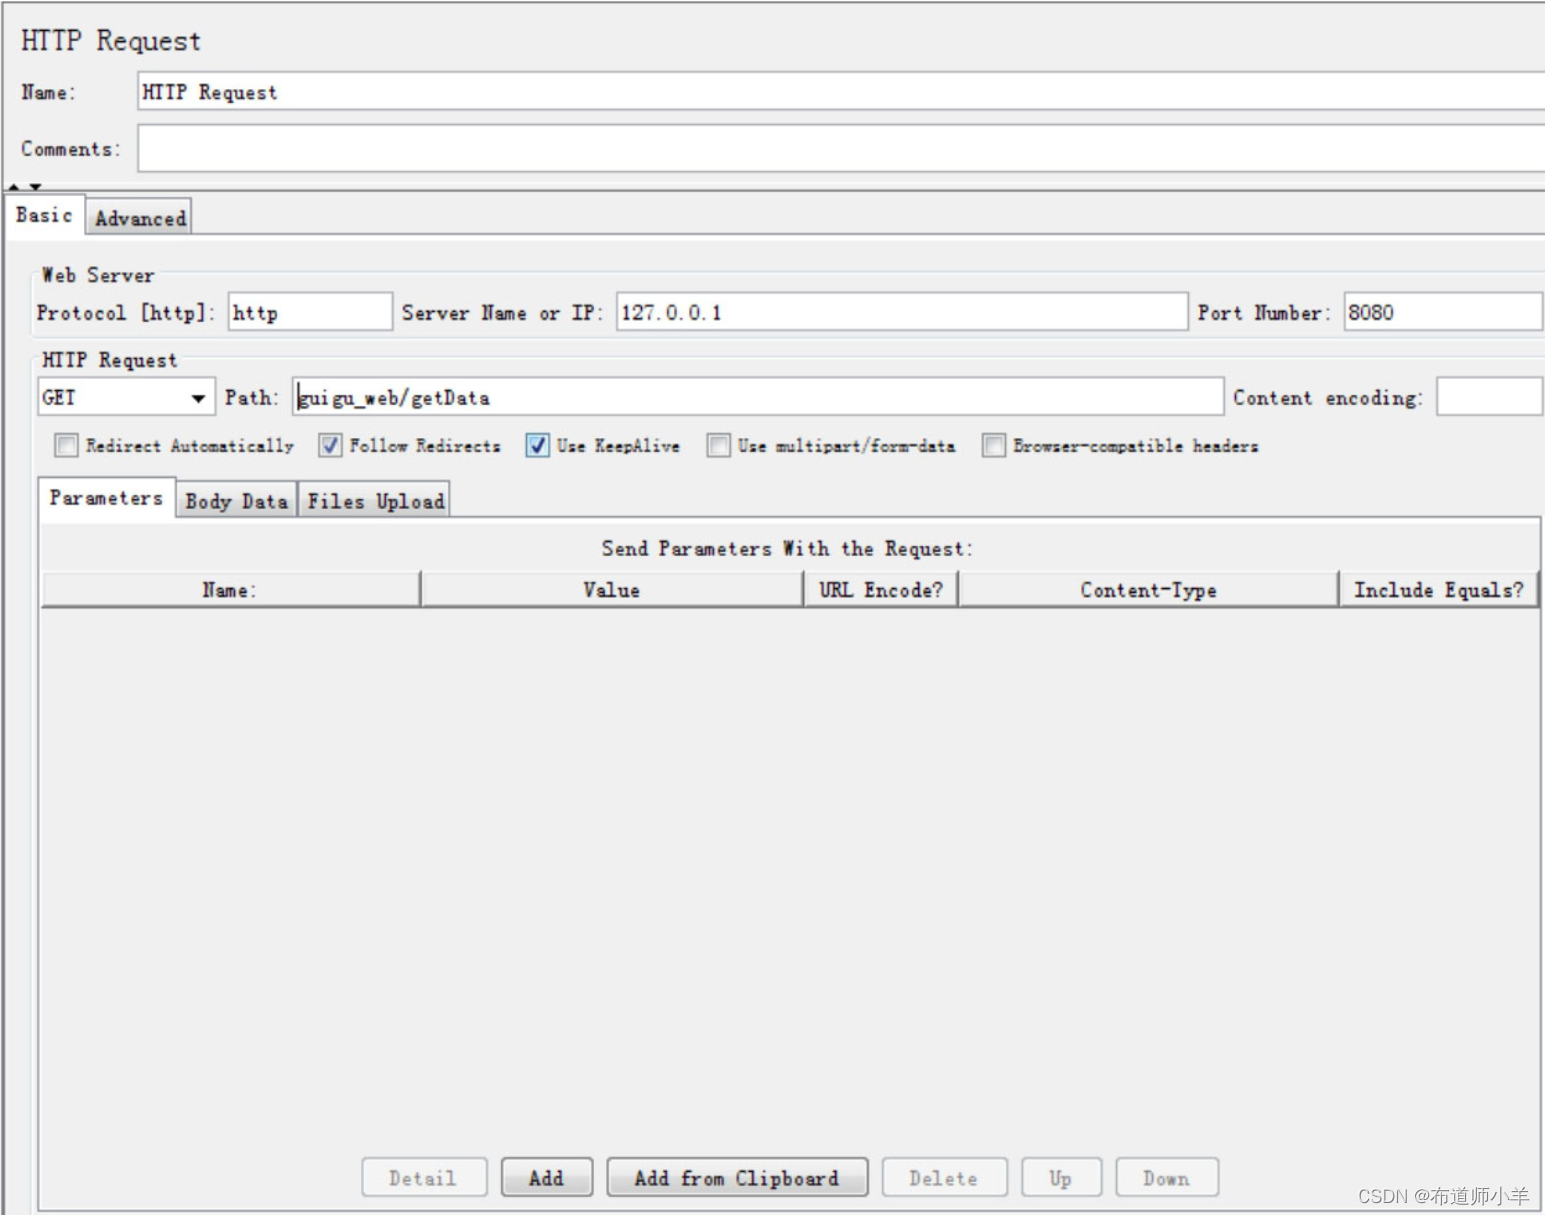 HTTP Request
Name: HTTP Request
Comments:
Basic Advanced
Web Server
Protocol [http]: http Server Name or IP: 127.0.0.1 Port Number: 8080
HTTP Request
GET Path: guigu_web/getData Content encoding:
Redirect Automatically Follow Redirects Use KeepAlive Use multipart/form-data Browser-compatible headers
Parameters Body Data Files Upload
Send Parameters With the Request:
Name: Value URL Encode? Content-Type Include Equals?
Detail Add Add from Clipboard Delete Up Down
CSDN @布道师小羊